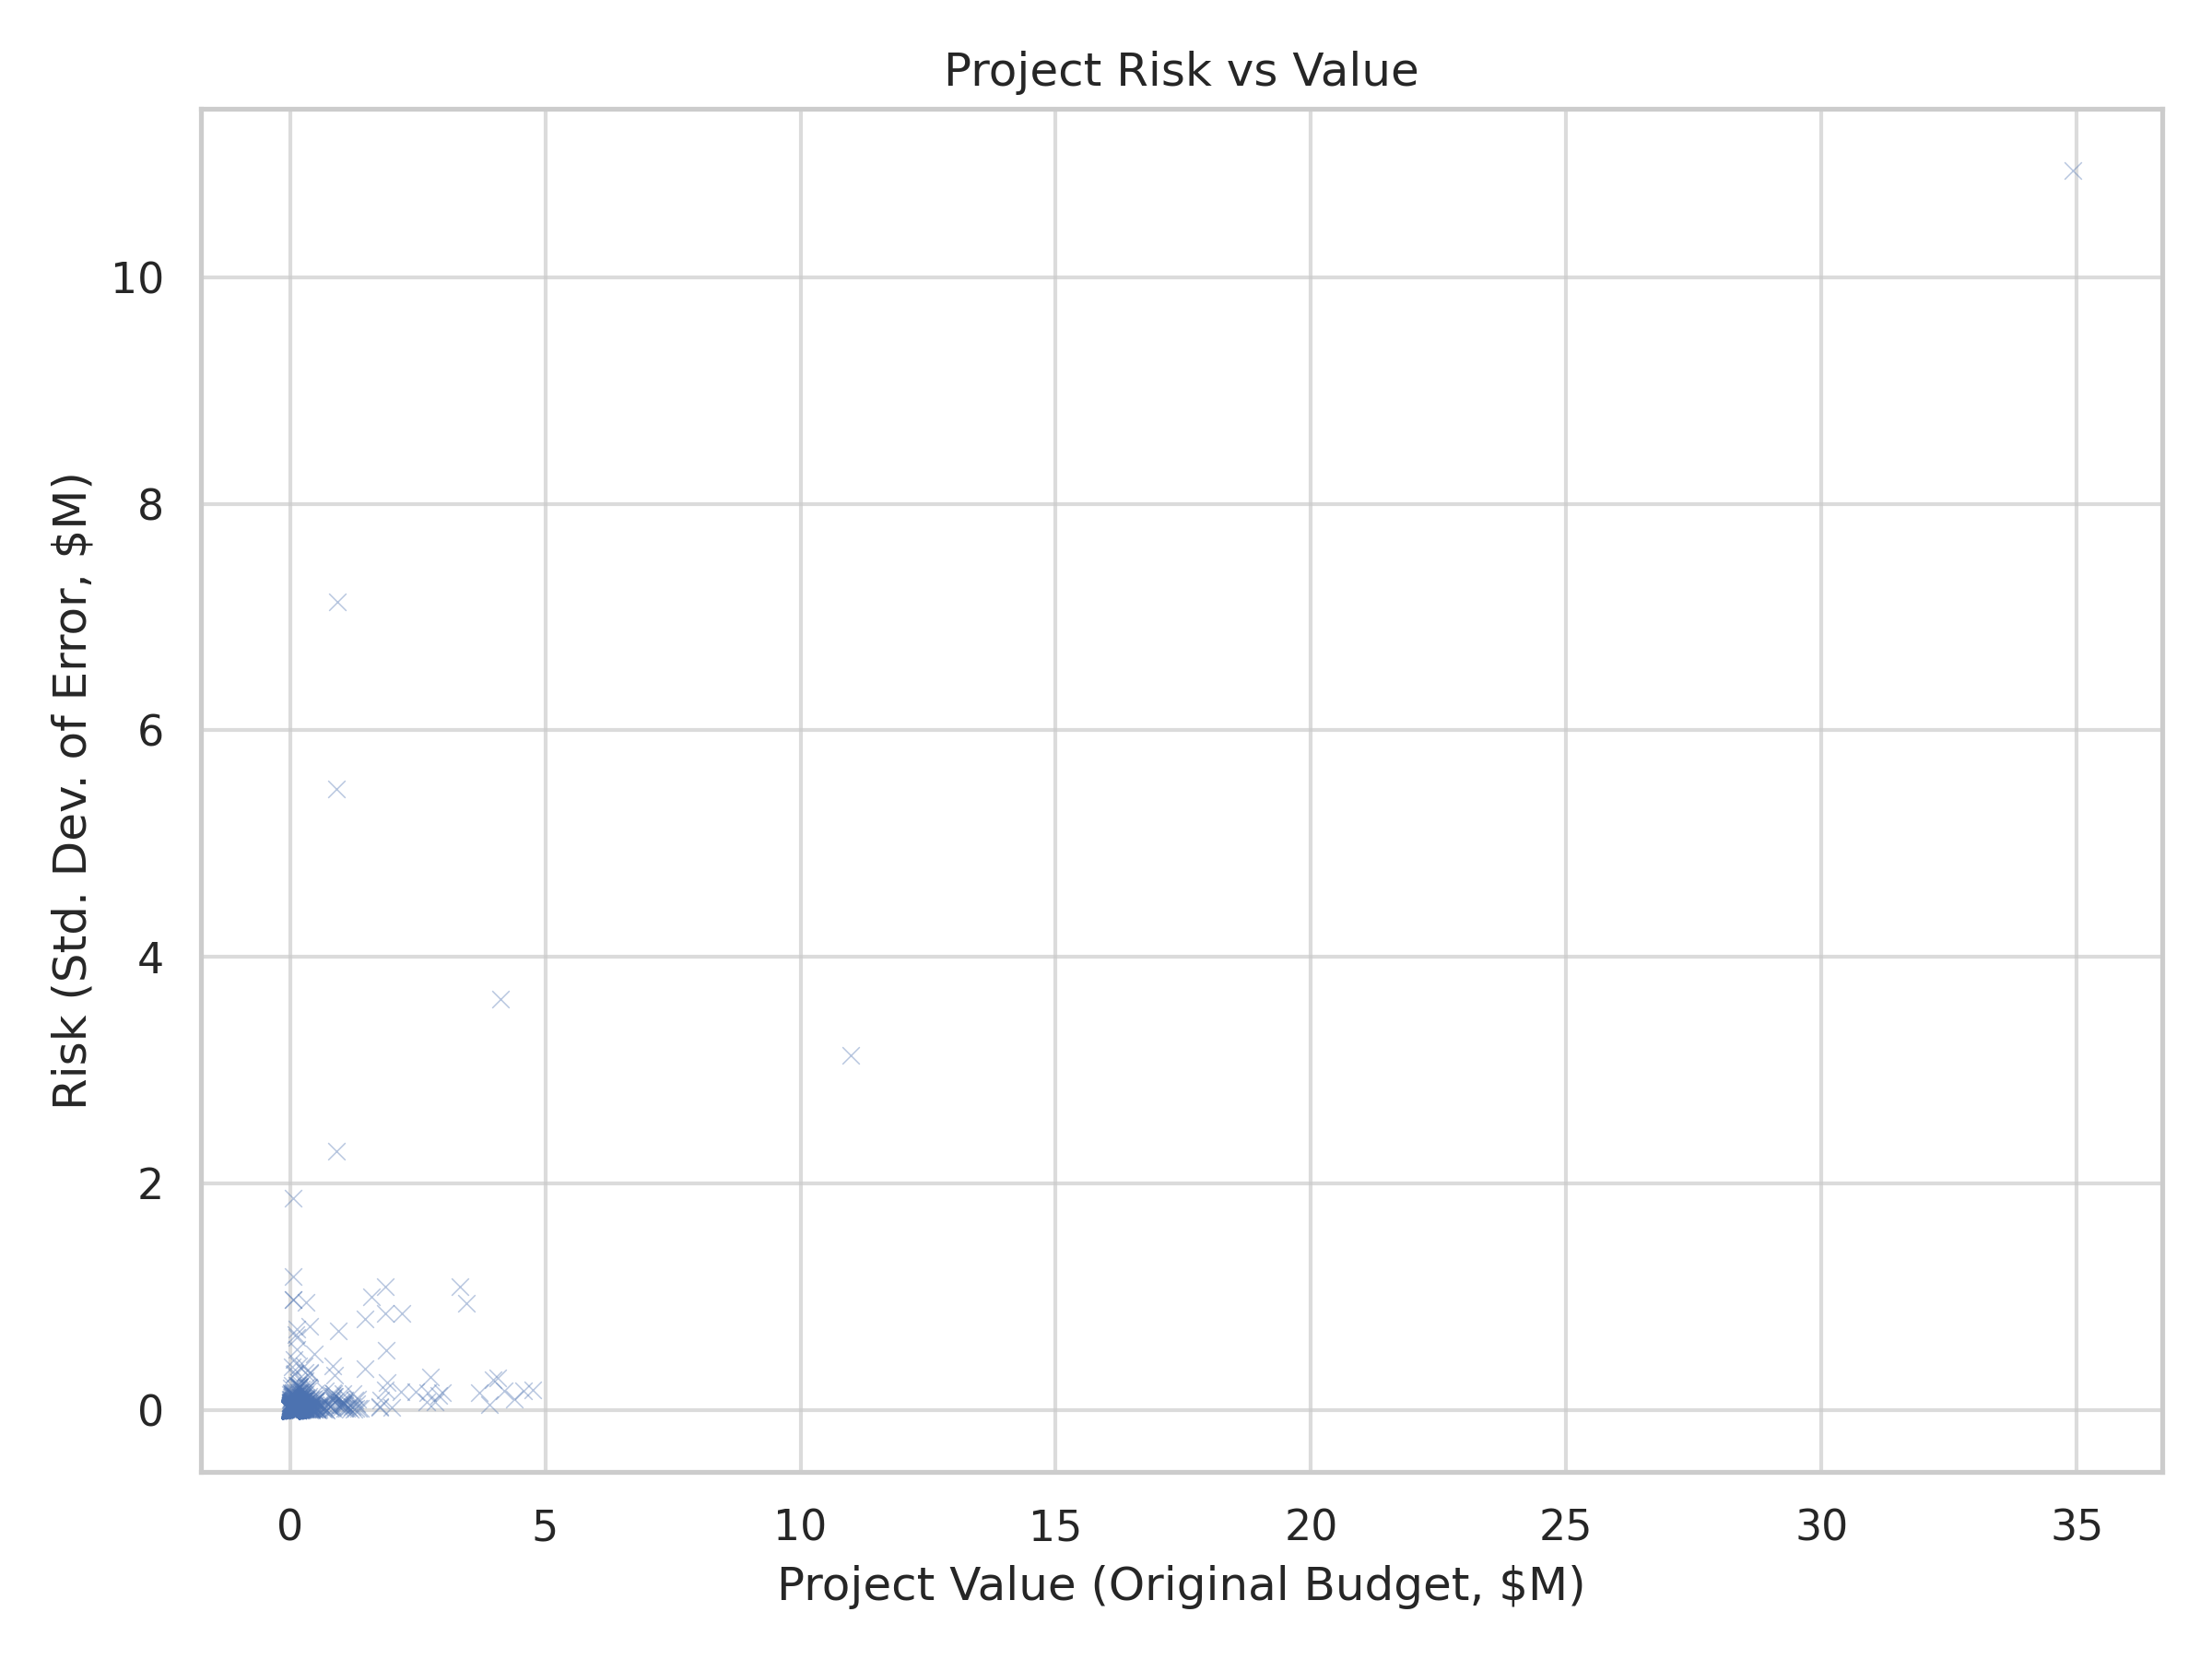 Project Risk vs Value
Risk (Std. Dev. of Error, $M)
10
8
6
4
2
0
0 5 10 15 20 25 30 35
Project Value (Original Budget, $M)